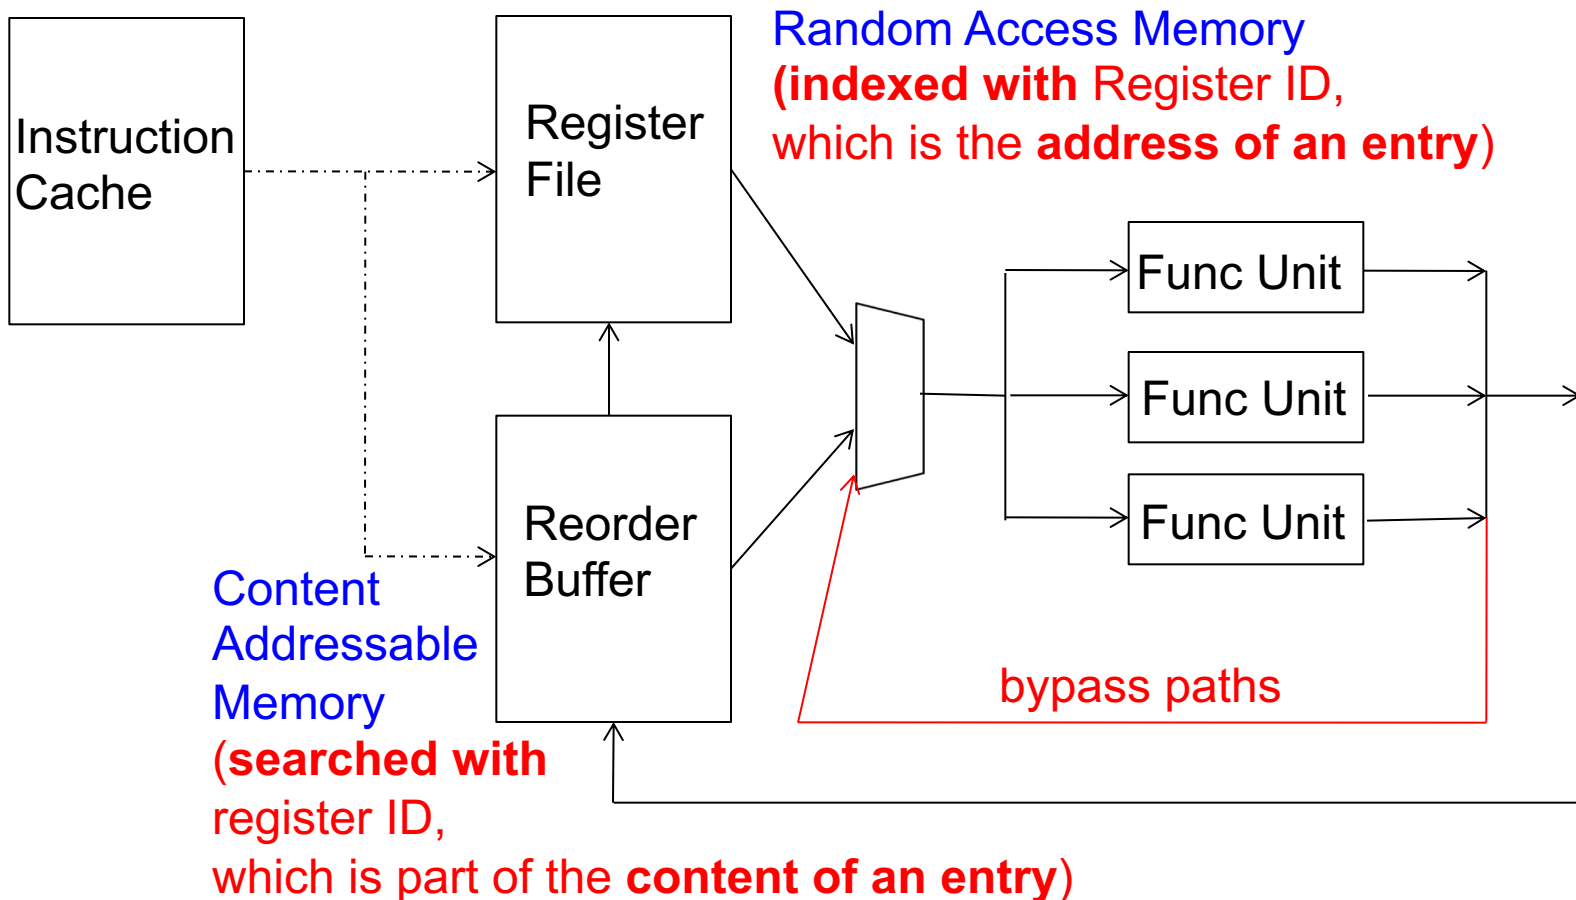 Random Access Memory
(indexed with Register ID,
which is the address of an entry)
Instruction
Cache
Register
File
Func Unit
Func Unit
Func Unit
Reorder
Buffer
Content
Addressable
Memory
(searched with
register ID,
which is part of the content of an entry)
bypass paths